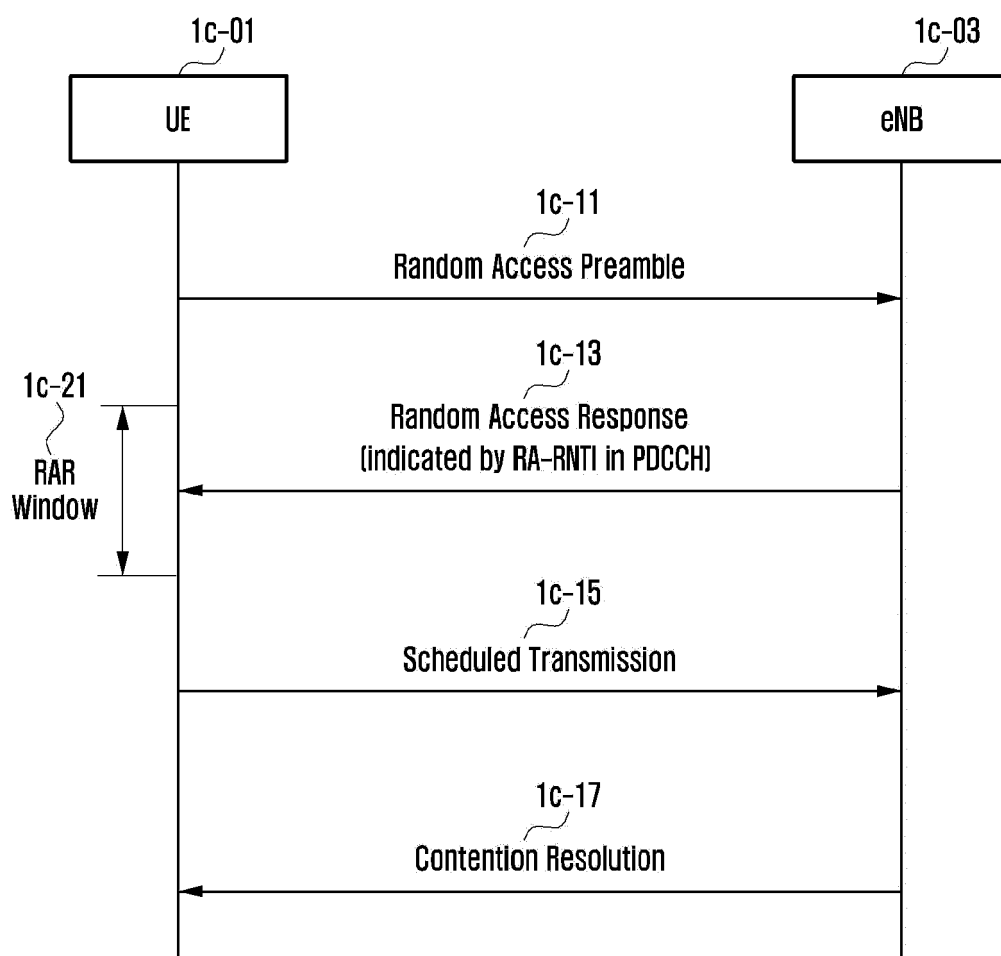 1c-01
1c-03
UE
eNB
1c-11
Random Access Preamble
1c-13
Random Access Response
(indicated by RA-RNTI in PDCCH)
1c-21
RAR
Window
1c-15
Scheduled Transmission
1c-17
Contention Resolution